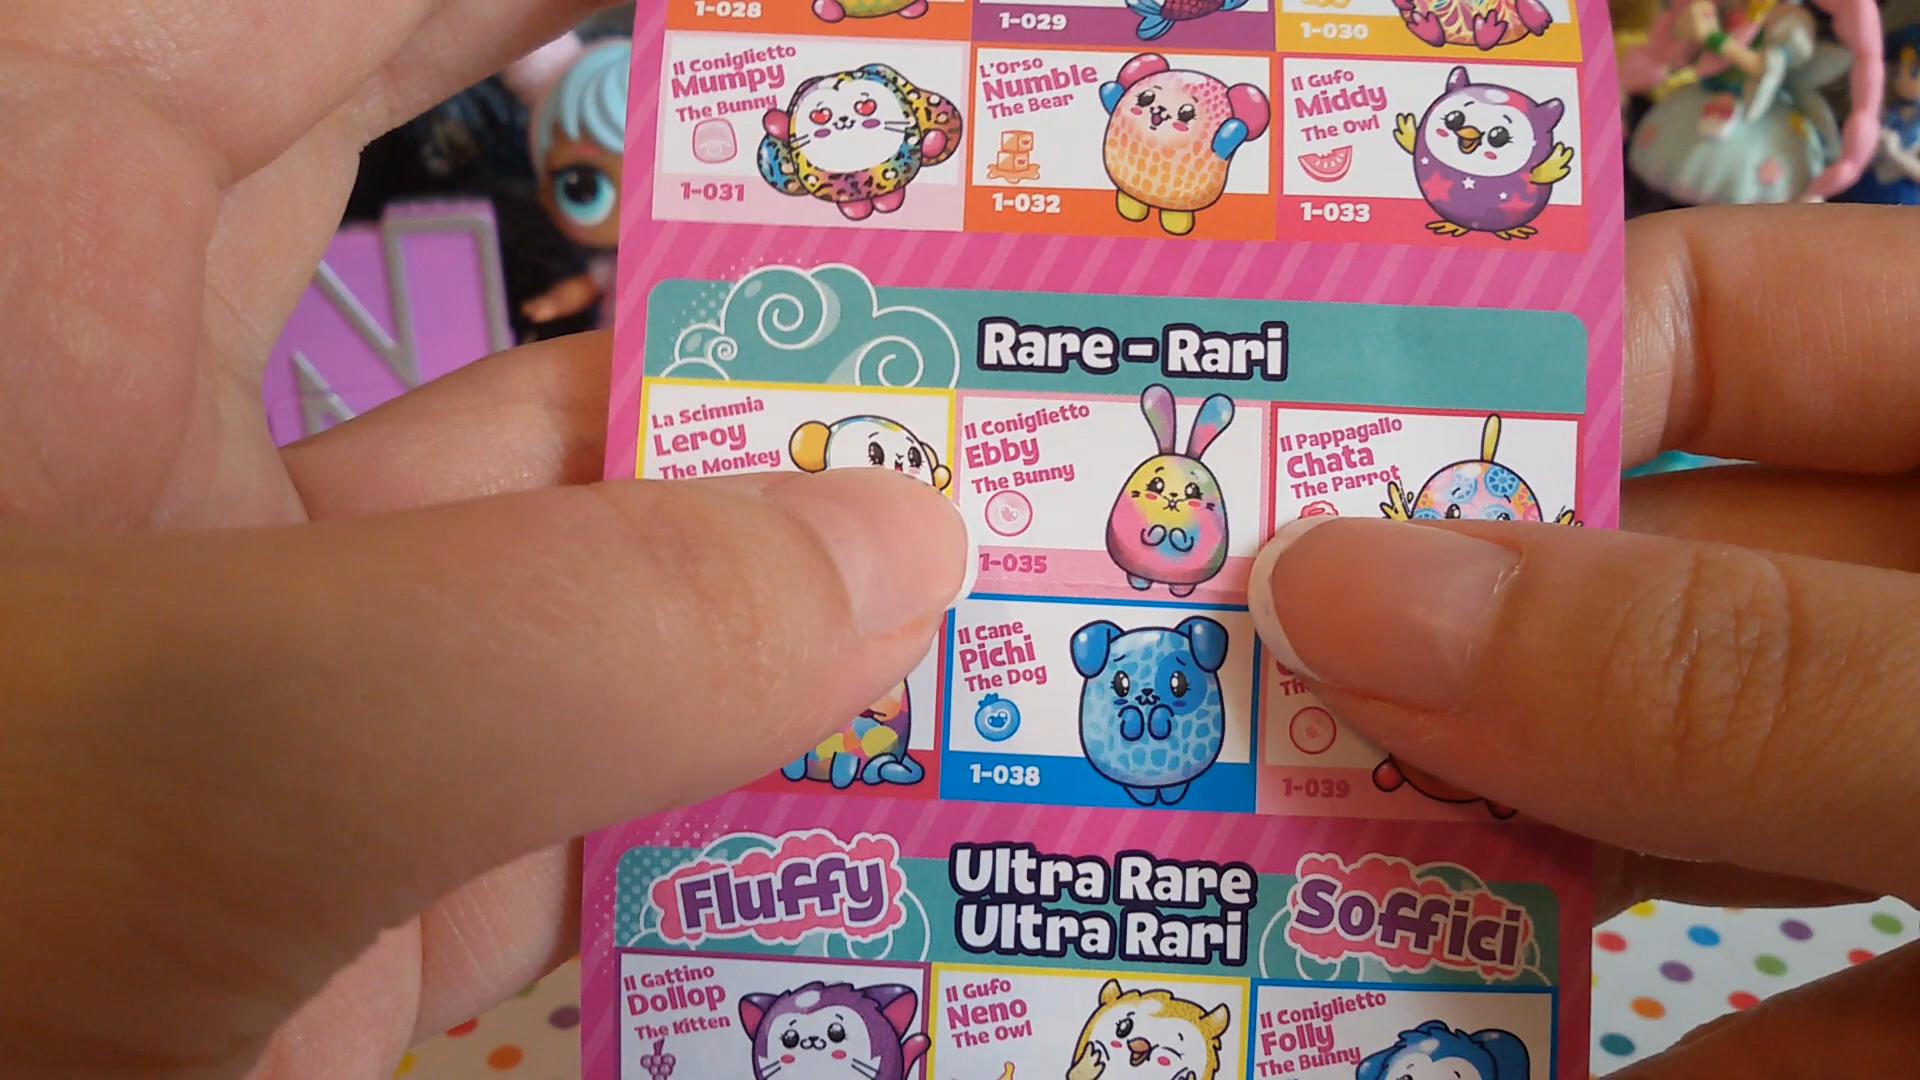 1-028
1-029
1-030
Il Coniglietto
Mumpy
The Bunny
1-031
L'Orso
Numble
The Bear
1-032
Il Gufo
Middy
The Owl
1-033
Rare - Rari
La Scimmia
Leroy
The Monkey
Il Coniglietto
Ebby
The Bunny
1-035
Il Pappagallo
Chata
The Parrot
Il Cane
Pichi
The Dog
1-038
1-039
Fluffy
Ultra Rare
Ultra Rari
Soffici
Il Gattino
Dollop
The Kitten
Il Gufo
Neno
The Owl
Il Coniglietto
Folly
The Bunny